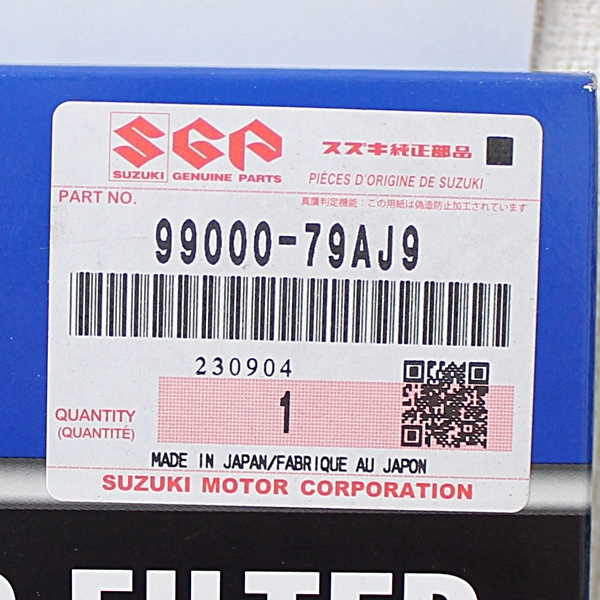 SGP スズキ純正部品
SUZUKI GENUINE PARTS PIÈCES D'ORIGINE DE SUZUKI
PART NO. 真贋判定機能：この用紙は偽造防止加工されています
99000-79AJ9
230904
QUANTITY 1
(QUANTITÉ)
MADE IN JAPAN/FABRIQUE AU JAPON
SUZUKI MOTOR CORPORATION
FILTER